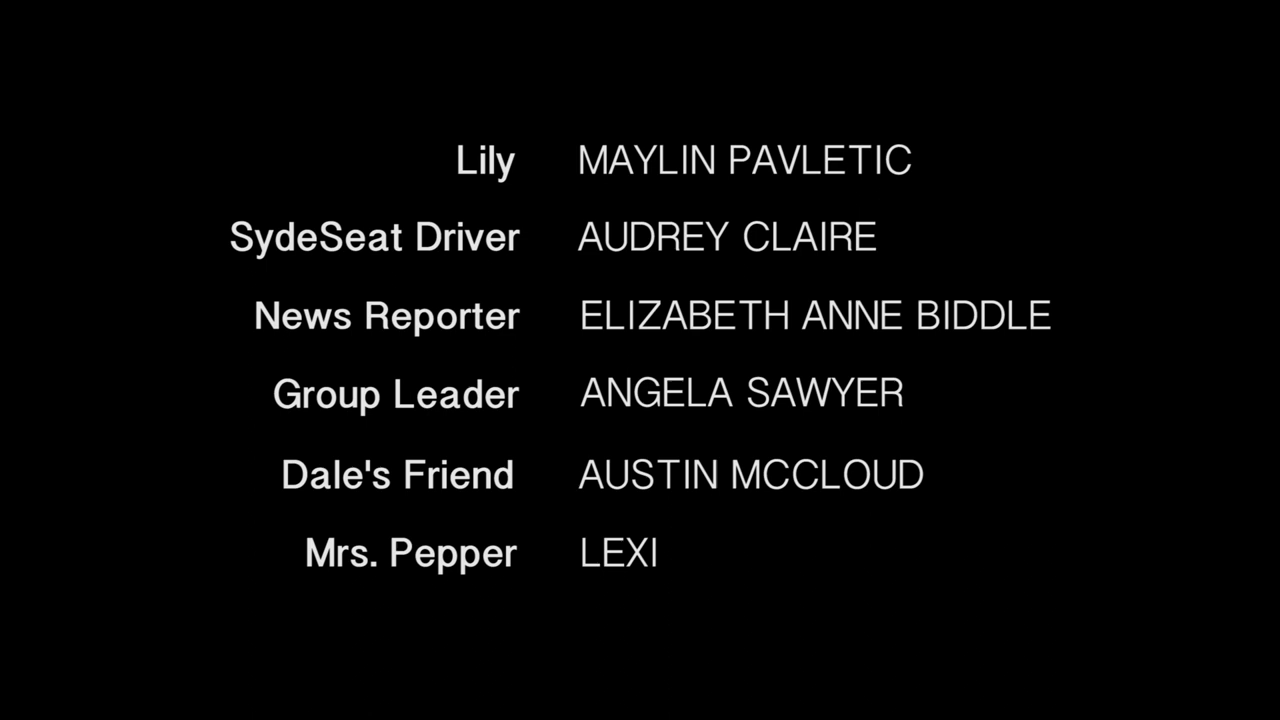 Lily MAYLIN PAVLETIC
SydeSeat Driver AUDREY CLAIRE
News Reporter ELIZABETH ANNE BIDDLE
Group Leader ANGELA SAWYER
Dale's Friend AUSTIN MCCLOUD
Mrs. Pepper LEXI